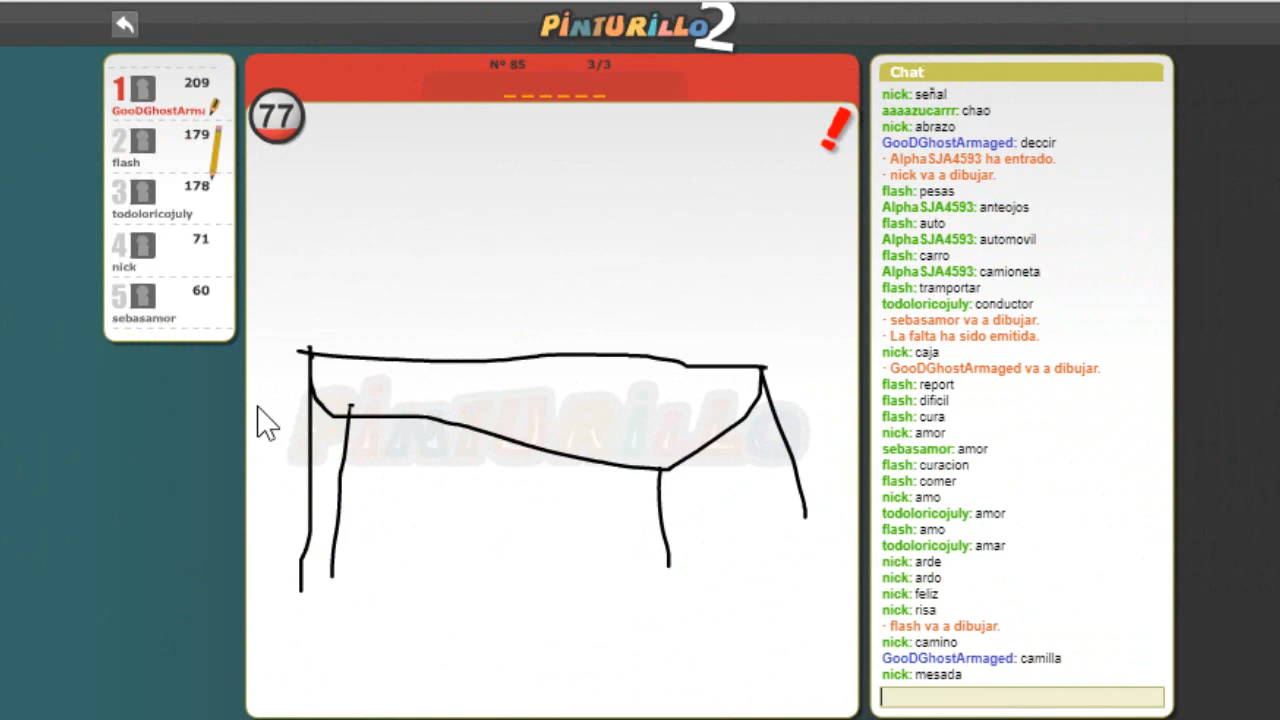 PINTURILLO 2
1 209
GooDGhostArma
2 179
flash
3 178
todoloricojuly
4 71
nick
5 60
sebasamor
Nº 85 3/3
_ _ _ _ _ _
77
!
PINTURILLO
Chat
nick: señal
aaaazucarrr: chao
nick: abrazo
GooDGhostArmaged: deccir
· AlphaSJA4593 ha entrado.
· nick va a dibujar.
flash: pesas
AlphaSJA4593: anteojos
flash: auto
AlphaSJA4593: automovil
flash: carro
AlphaSJA4593: camioneta
flash: tramportar
todoloricojuly: conductor
· sebasamor va a dibujar.
· La falta ha sido emitida.
nick: caja
· GooDGhostArmaged va a dibujar.
flash: report
flash: dificil
flash: cura
nick: amor
sebasamor: amor
flash: curacion
flash: comer
nick: amo
todoloricojuly: amor
flash: amo
todoloricojuly: amar
nick: arde
nick: ardo
nick: feliz
nick: risa
· flash va a dibujar.
nick: camino
GooDGhostArmaged: camilla
nick: mesada